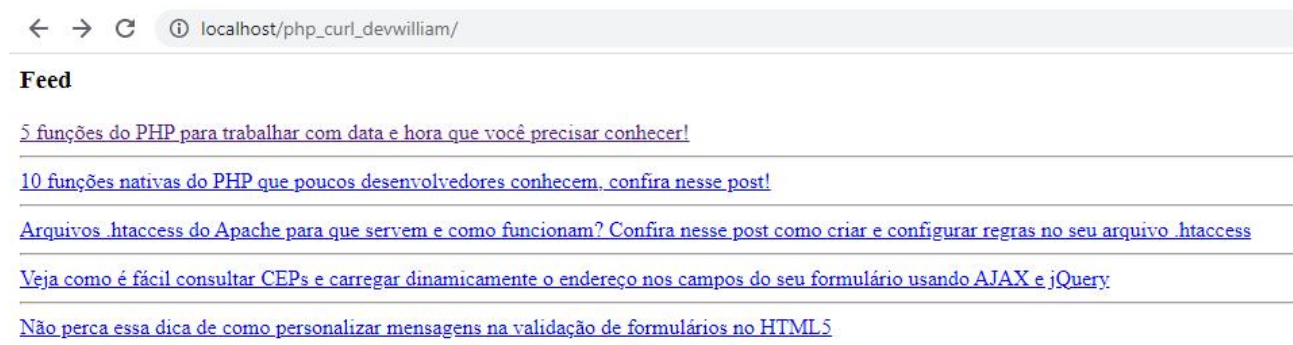 localhost/php_curl_devwilliam/
Feed
5 funções do PHP para trabalhar com data e hora que você precisar conhecer!
10 funções nativas do PHP que poucos desenvolvedores conhecem, confira nesse post!
Arquivos .htaccess do Apache para que servem e como funcionam? Confira nesse post como criar e configurar regras no seu arquivo .htaccess
Veja como é fácil consultar CEPs e carregar dinamicamente o endereço nos campos do seu formulário usando AJAX e jQuery
Não perca essa dica de como personalizar mensagens na validação de formulários no HTML5